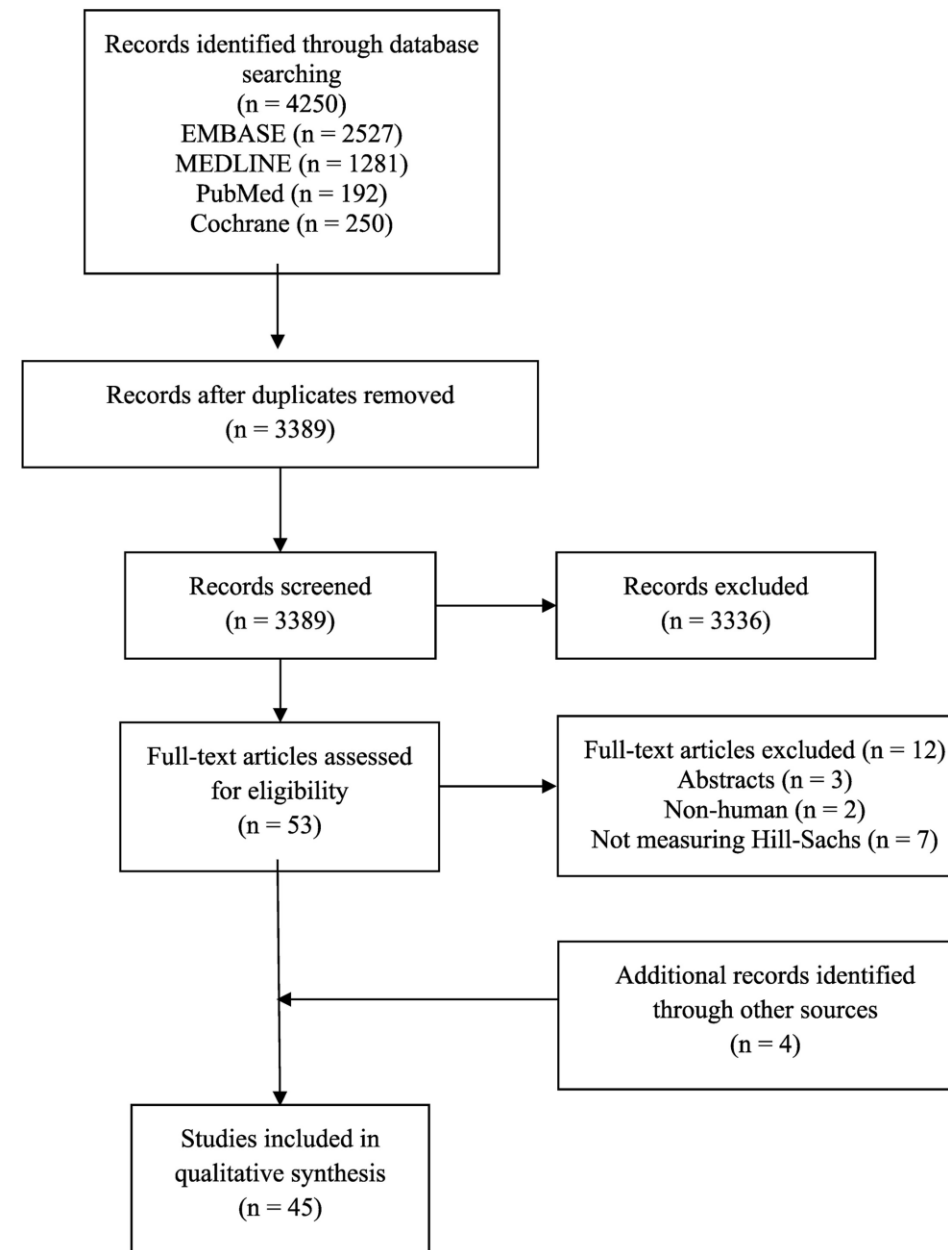 Records identified through database
searching
(n = 4250)
EMBASE (n = 2527)
MEDLINE (n = 1281)
PubMed (n = 192)
Cochrane (n = 250)
Records after duplicates removed
(n = 3389)
Records screened
(n = 3389)
Records excluded
(n = 3336)
Full-text articles assessed
for eligibility
(n = 53)
Full-text articles excluded (n = 12)
Abstracts (n = 3)
Non-human (n = 2)
Not measuring Hill-Sachs (n = 7)
Additional records identified
through other sources
(n = 4)
Studies included in
qualitative synthesis
(n = 45)